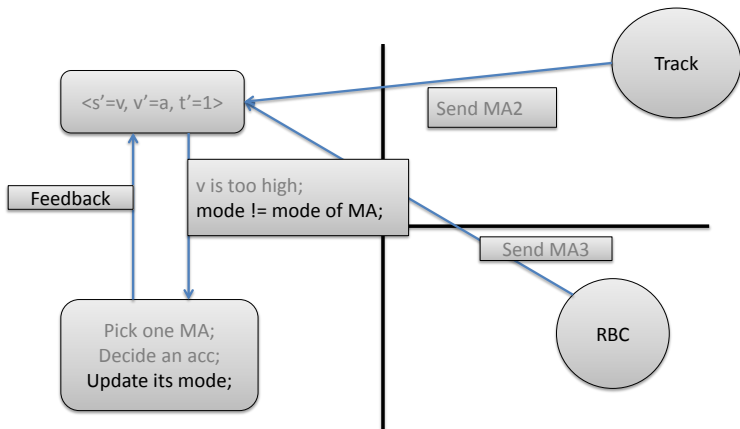 Track
<s’=v, v’=a, t’=1>
Send MA2
v is too high;
Feedback
mode != mode of MA;
Send MA3
Pick one MA;
RBC
Decide an acc;
Update its mode;